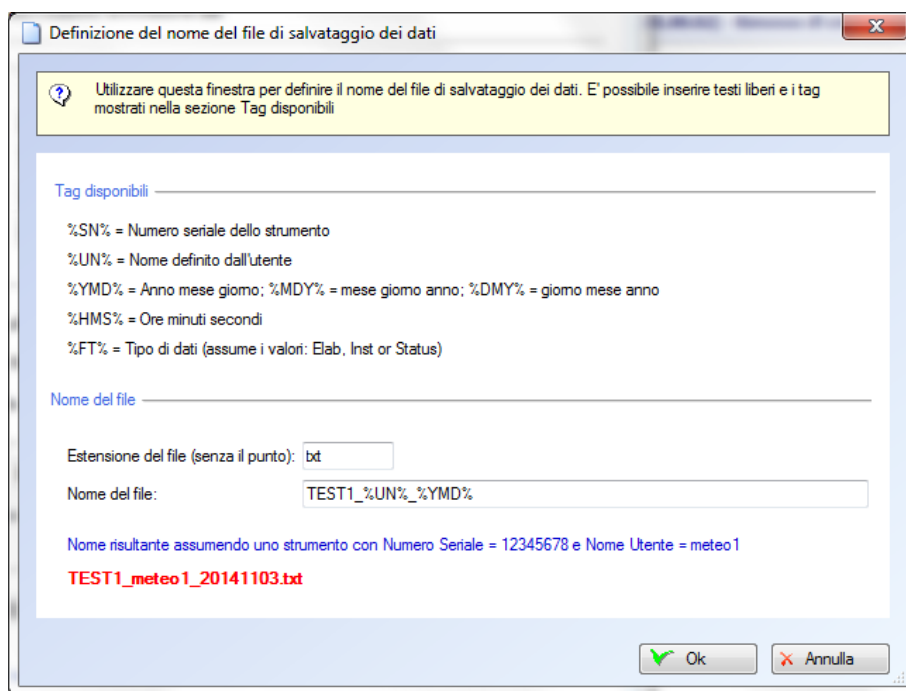 Definizione del nome del file di salvataggio dei dati
Utilizzare questa finestra per definire il nome del file di salvataggio dei dati. E' possibile inserire testi liberi e i tag
mostrati nella sezione Tag disponibili
Tag disponibili
%SN% = Numero seriale dello strumento
%UN% = Nome definito dall'utente
%YMD% = Anno mese giorno; %MDY% = mese giorno anno; %DMY% = giorno mese anno
%HMS% = Ore minuti secondi
%FT% = Tipo di dati (assume i valori: Elab, Inst or Status)
Nome del file
Estensione del file (senza il punto): txt
Nome del file: TEST1_%UN%_%YMD%
Nome risultante assumendo uno strumento con Numero Seriale = 12345678 e Nome Utente = meteo1
TEST1_meteo1_20141103.txt
Ok Annulla